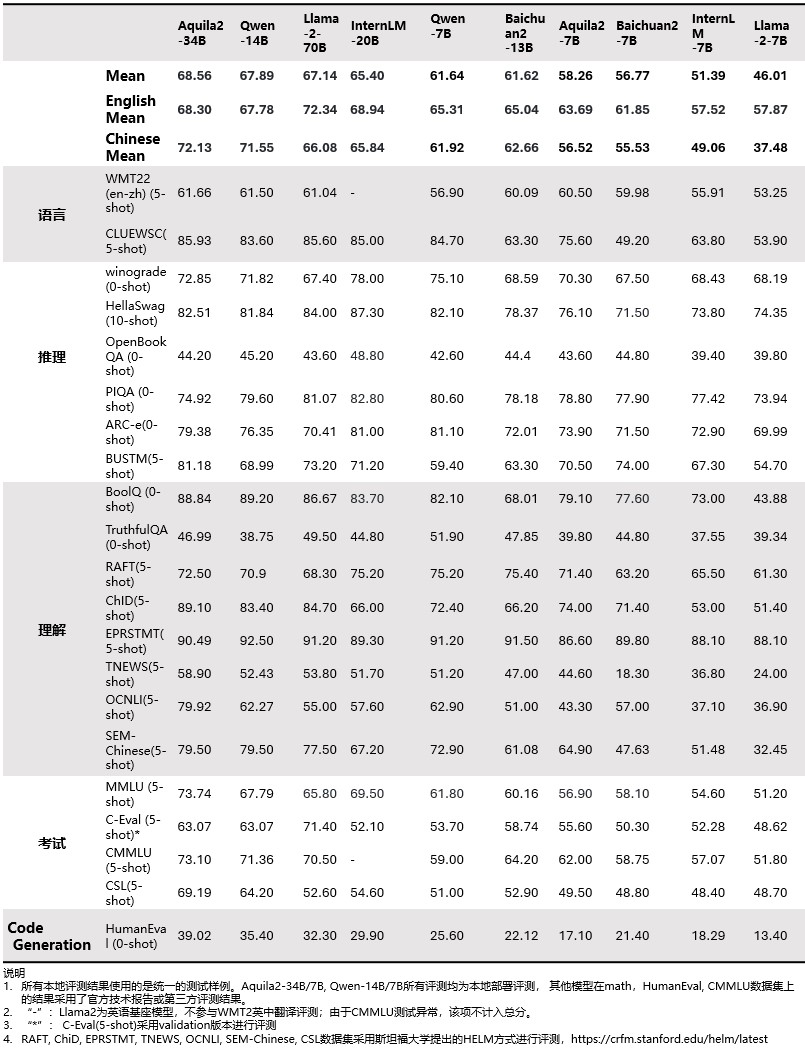 Aquila2-34B Qwen-14B Llama-2-70B InternLM-20B Qwen-7B Baichuan2-13B Aquila2-7B Baichuan2-7B InternLM-7B Llama-2-7B
Mean 68.56 67.89 67.14 65.40 61.64 61.62 58.26 56.77 51.39 46.01
English Mean 68.30 67.78 72.34 68.94 65.31 65.04 63.69 61.85 57.52 57.87
Chinese Mean 72.13 71.55 66.08 65.84 61.92 62.66 56.52 55.53 49.06 37.48
语言
WMT22 (en-zh) (5-shot) 61.66 61.50 61.04 - 56.90 60.09 60.50 59.98 55.91 53.25
CLUEWSC(5-shot) 85.93 83.60 85.60 85.00 84.70 63.30 75.60 49.20 63.80 53.90
推理
winograde (0-shot) 72.85 71.82 67.40 78.00 75.10 68.59 70.30 67.50 68.43 68.19
HellaSwag (10-shot) 82.51 81.84 84.00 87.30 82.10 78.37 76.10 71.50 73.80 74.35
OpenBookQA (0-shot) 44.20 45.20 43.60 48.80 42.60 44.4 43.60 44.80 39.40 39.80
PIQA (0-shot) 74.92 79.60 81.07 82.80 80.60 78.18 78.80 77.90 77.42 73.94
ARC-e(0-shot) 79.38 76.35 70.41 81.00 81.10 72.01 73.90 71.50 72.90 69.99
BUSTM(5-shot) 81.18 68.99 73.20 71.20 59.40 63.30 70.50 74.00 67.30 54.70
理解
BoolQ (0-shot) 88.84 89.20 86.67 83.70 82.10 68.01 79.10 77.60 73.00 43.88
TruthfulQA (0-shot) 46.99 38.75 49.50 44.80 51.90 47.85 39.80 44.80 37.55 39.34
RAFT(5-shot) 72.50 70.9 68.30 75.20 75.20 75.40 71.40 63.20 65.50 61.30
ChID(5-shot) 89.10 83.40 84.70 66.00 72.40 66.20 74.00 71.40 53.00 51.40
EPRSTMT(5-shot) 90.49 92.50 91.20 89.30 91.20 91.50 86.60 89.80 88.10 88.10
TNEWS(5-shot) 58.90 52.43 53.80 51.70 51.20 47.00 44.60 18.30 36.80 24.00
OCNLI(5-shot) 79.92 62.27 55.00 57.60 62.90 51.00 43.30 57.00 37.10 36.90
SEM-Chinese(5-shot) 79.50 79.50 77.50 67.20 72.90 61.08 64.90 47.63 51.48 32.45
考试
MMLU (5-shot) 73.74 67.79 65.80 69.50 61.80 60.16 56.90 58.10 54.60 51.20
C-Eval (5-shot)* 63.07 63.07 71.40 52.10 53.70 58.74 55.60 50.30 52.28 48.62
CMMLU (5-shot) 73.10 71.36 70.50 - 59.00 64.20 62.00 58.75 57.07 51.80
CSL(5-shot) 69.19 64.20 52.60 54.60 51.00 52.90 49.50 48.80 48.40 48.70
Code Generation
HumanEval (0-shot) 39.02 35.40 32.30 29.90 25.60 22.12 17.10 21.40 18.29 13.40
说明
1. 所有本地评测结果使用的是统一的测试样例。Aquila2-34B/7B, Qwen-14B/7B所有评测均为本地部署评测， 其他模型在math，HumanEval, CMMLU数据集上
的结果采用了官方技术报告或第三方评测结果。
2. “-”：Llama2为英语基座模型，不参与WMT2英中翻译评测；由于CMMLU测试异常，该项不计入总分。
3. “*”： C-Eval(5-shot)采用validation版本进行评测
4. RAFT, ChiD, EPRSTMT, TNEWS, OCNLI, SEM-Chinese, CSL数据集采用斯坦福大学提出的HELM方式进行评测，https://crfm.stanford.edu/helm/latest